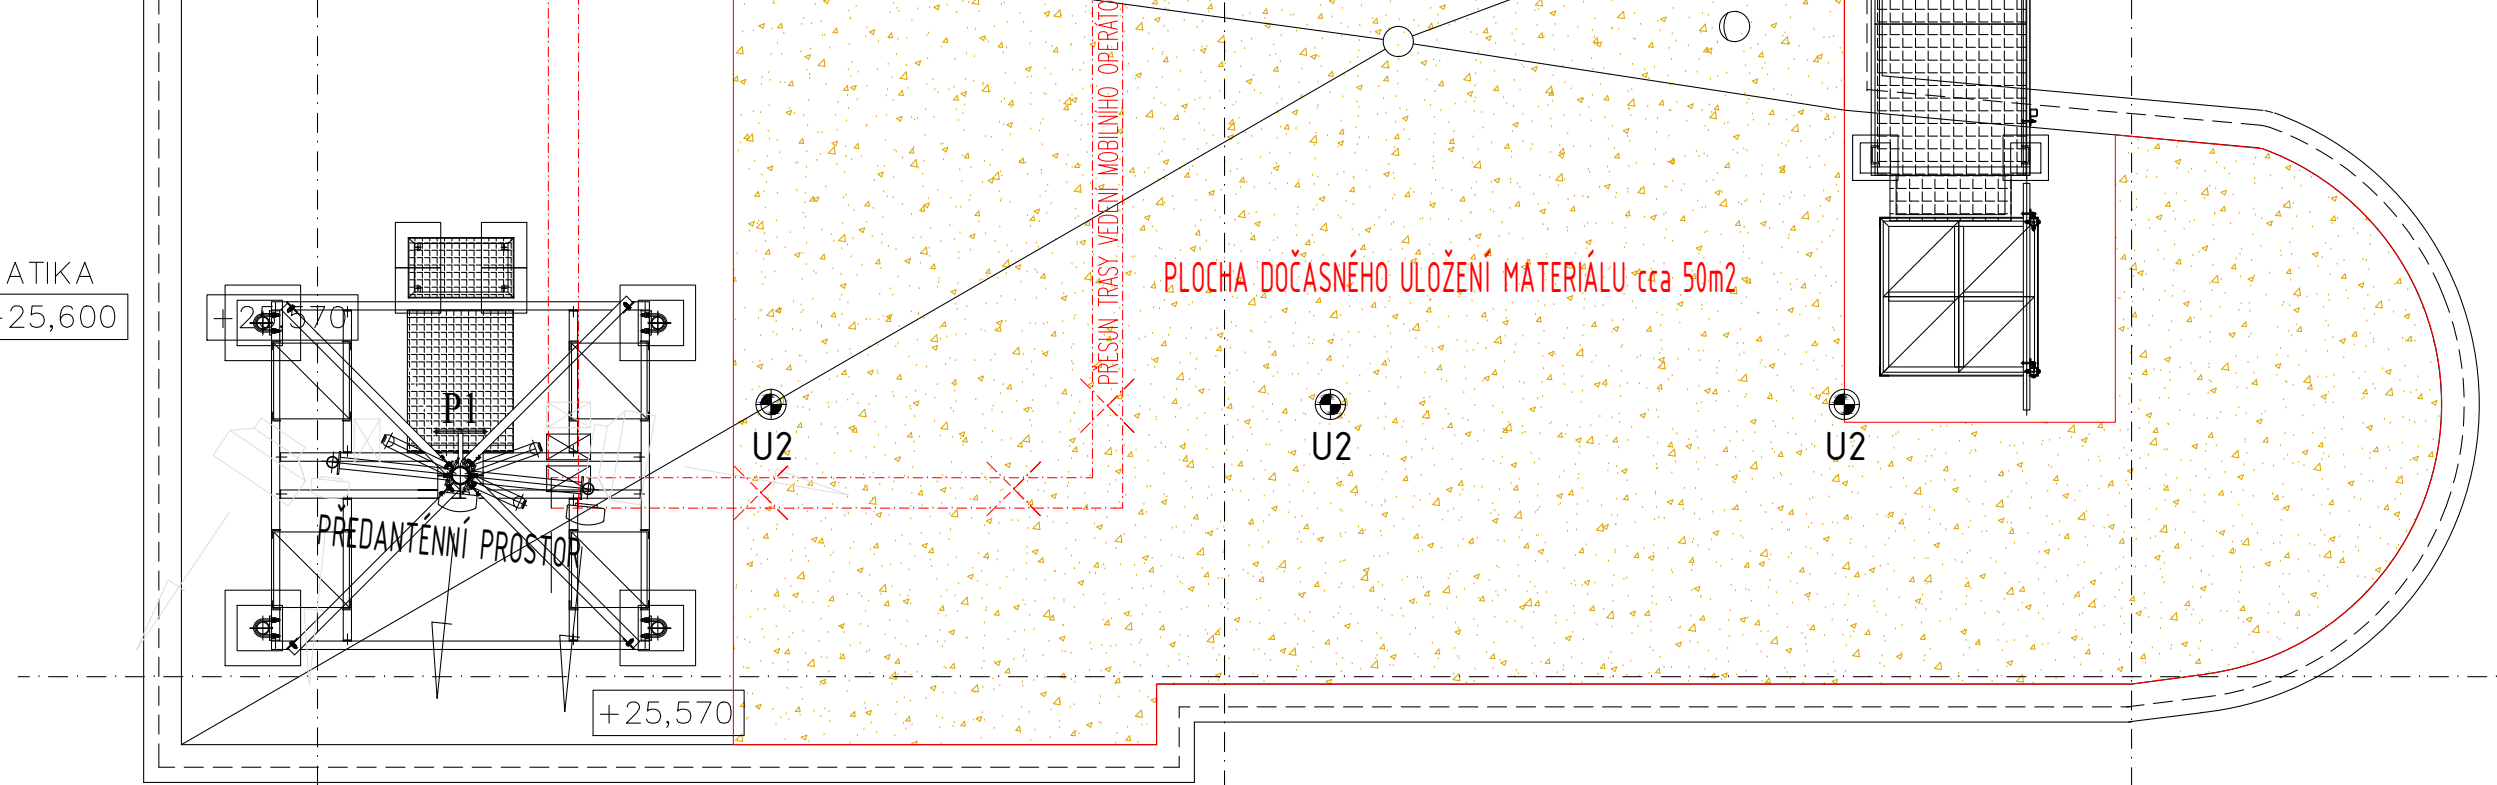 PŘESUN TRASY VEDENÍ MOBILNÍHO OPERÁTO
ATIKA
+25,600
+25,570
PLOCHA DOČASNÉHO ULOŽENÍ MATERIÁLU cca 50m2
P1
U2
U2
U2
PŘEDANTENNÍ PROSTOR
+25,570